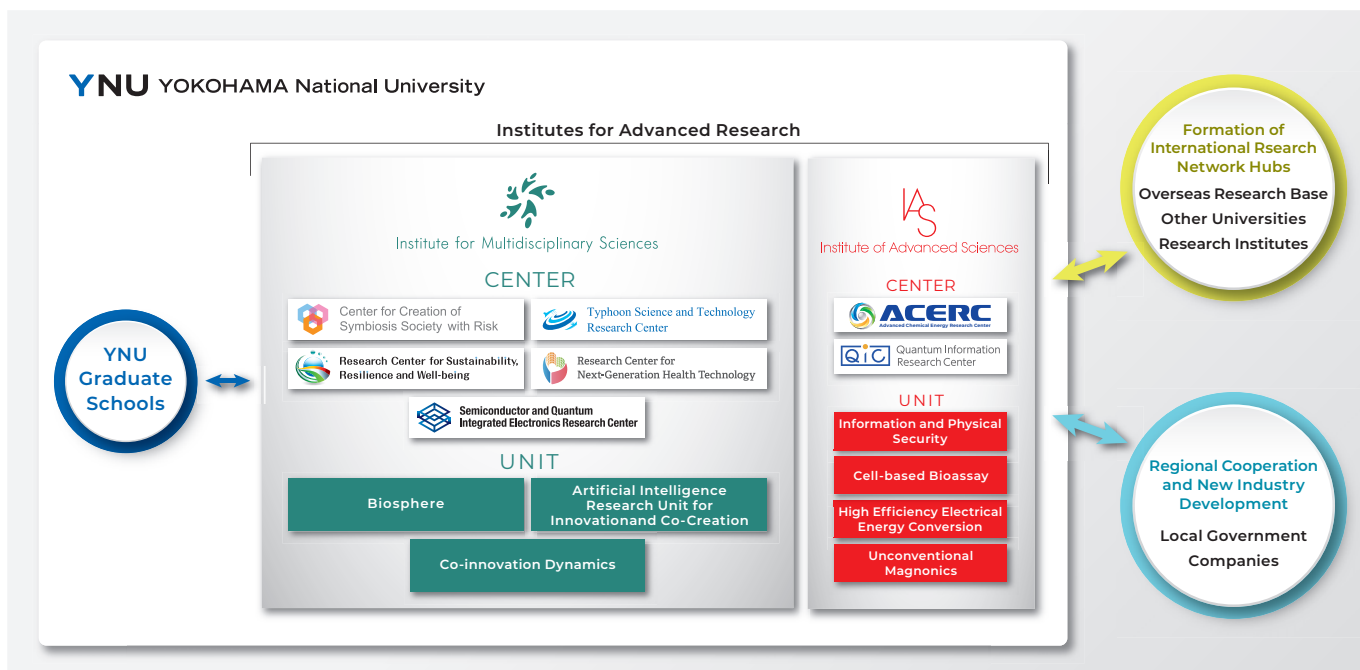 YNU YOKOHAMA National University
Institutes for Advanced Research
Institute for Multidisciplinary Sciences
CENTER
Center for Creation of
Symbiosis Society with Risk
Typhoon Science and Technology
Research Center
Research Center for Sustainability,
Resilience and Well-being
Research Center for
Next-Generation Health Technology
Semiconductor and Quantum
Integrated Electronics Research Center
UNIT
Biosphere
Artificial Intelligence
Research Unit for
Innovationand Co-Creation
Co-innovation Dynamics
IAS
Institute of Advanced Sciences
CENTER
ACERC
Advanced Chemical Energy Research Center
QiC
Quantum Information
Research Center
UNIT
Information and Physical
Security
Cell-based Bioassay
High Efficiency Electrical
Energy Conversion
Unconventional
Magnonics
YNU
Graduate
Schools
Formation of
International Rsearch
Network Hubs
Overseas Research Base
Other Universities
Research Institutes
Regional Cooperation
and New Industry
Development
Local Government
Companies